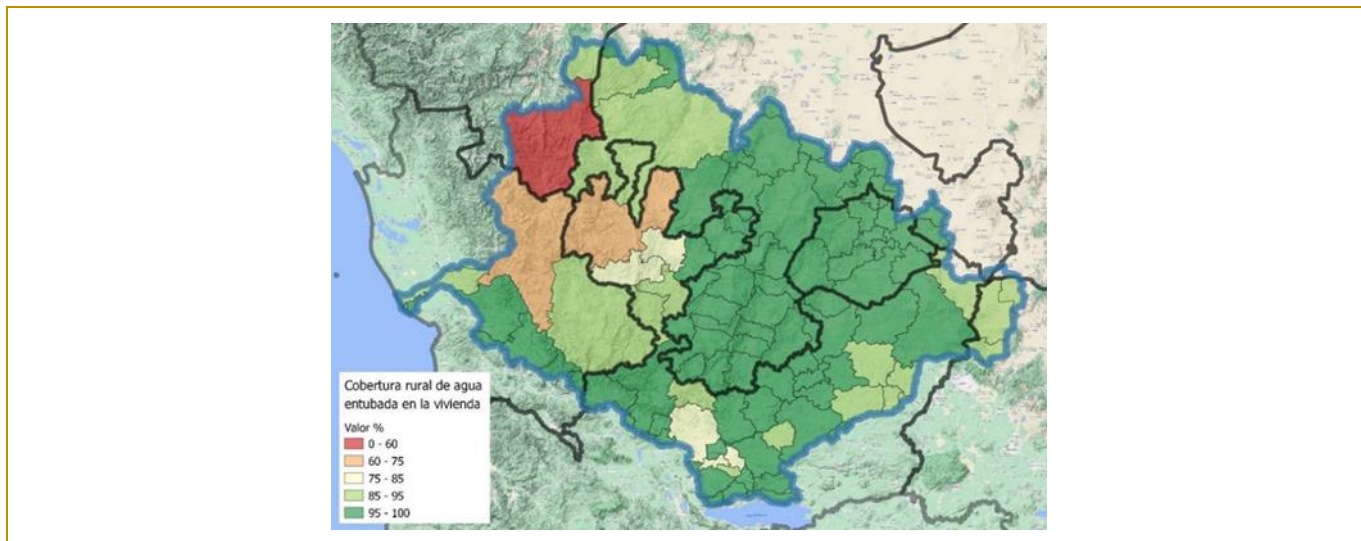 Cobertura rural de agua
entubada en la vivienda
Valor %
0 - 60
60 - 75
75 - 85
85 - 95
95 - 100